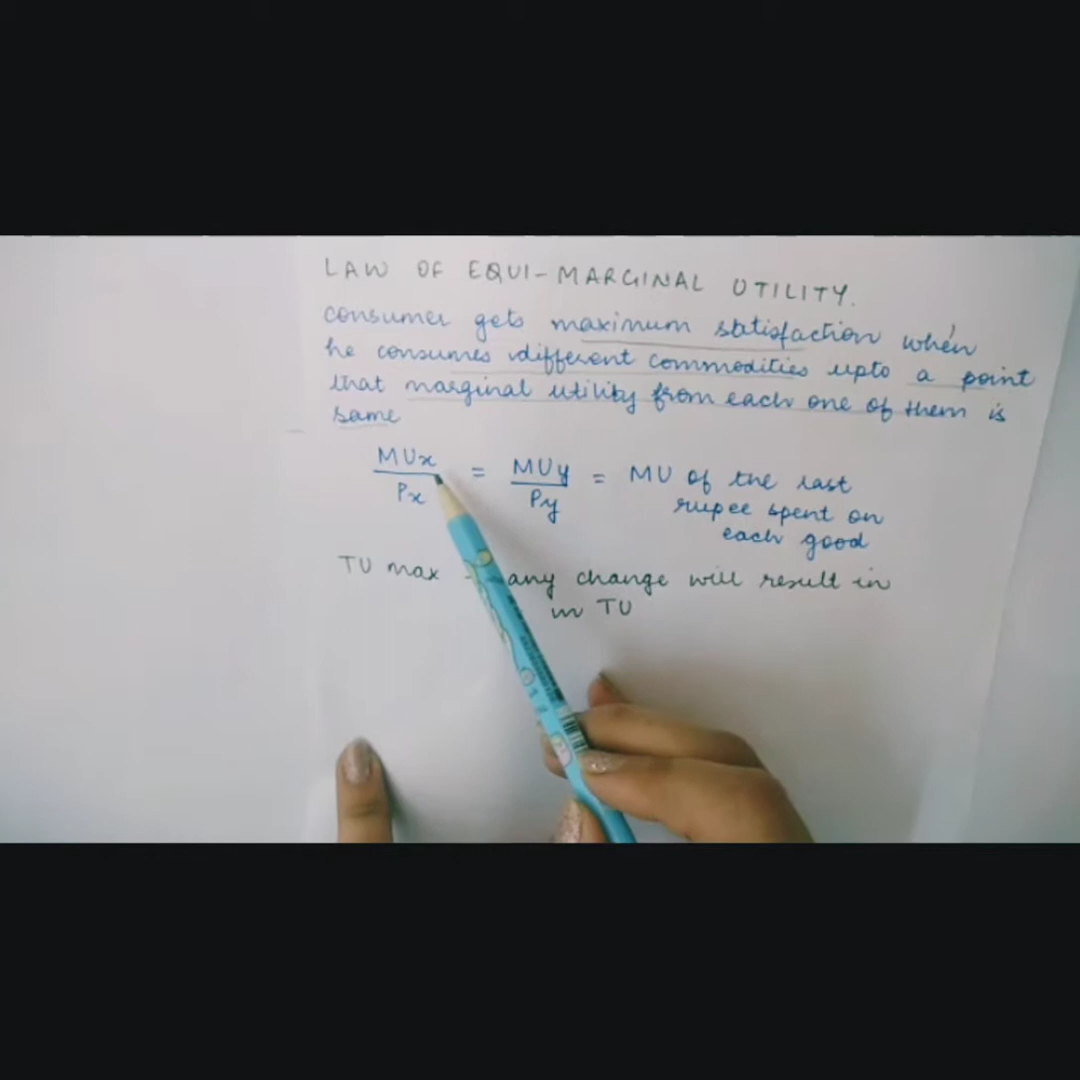 LAW OF EQUI-MARGINAL UTILITY.
consumer gets maximum satisfaction when
he consumes different commodities upto a point
that marginal utility from each one of them is
same
MUx / Px = MUy / Py = MU of the last
rupee spent on
each good
TU max any change will result in
in TU